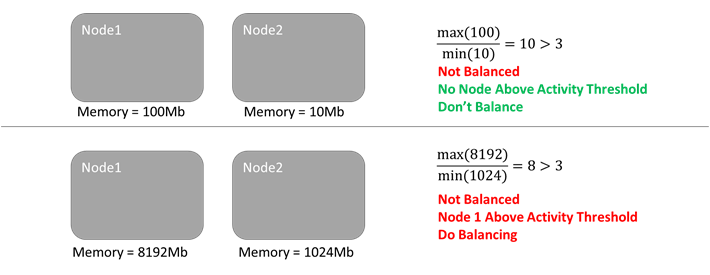 Node1
Node2
Memory = 100Mb
Memory = 10Mb
max(100)
min(10)
= 10 > 3
Not Balanced
No Node Above Activity Threshold
Don't Balance
Node1
Node2
Memory = 8192Mb
Memory = 1024Mb
max(8192)
min(1024)
= 8 > 3
Not Balanced
Node 1 Above Activity Threshold
Do Balancing